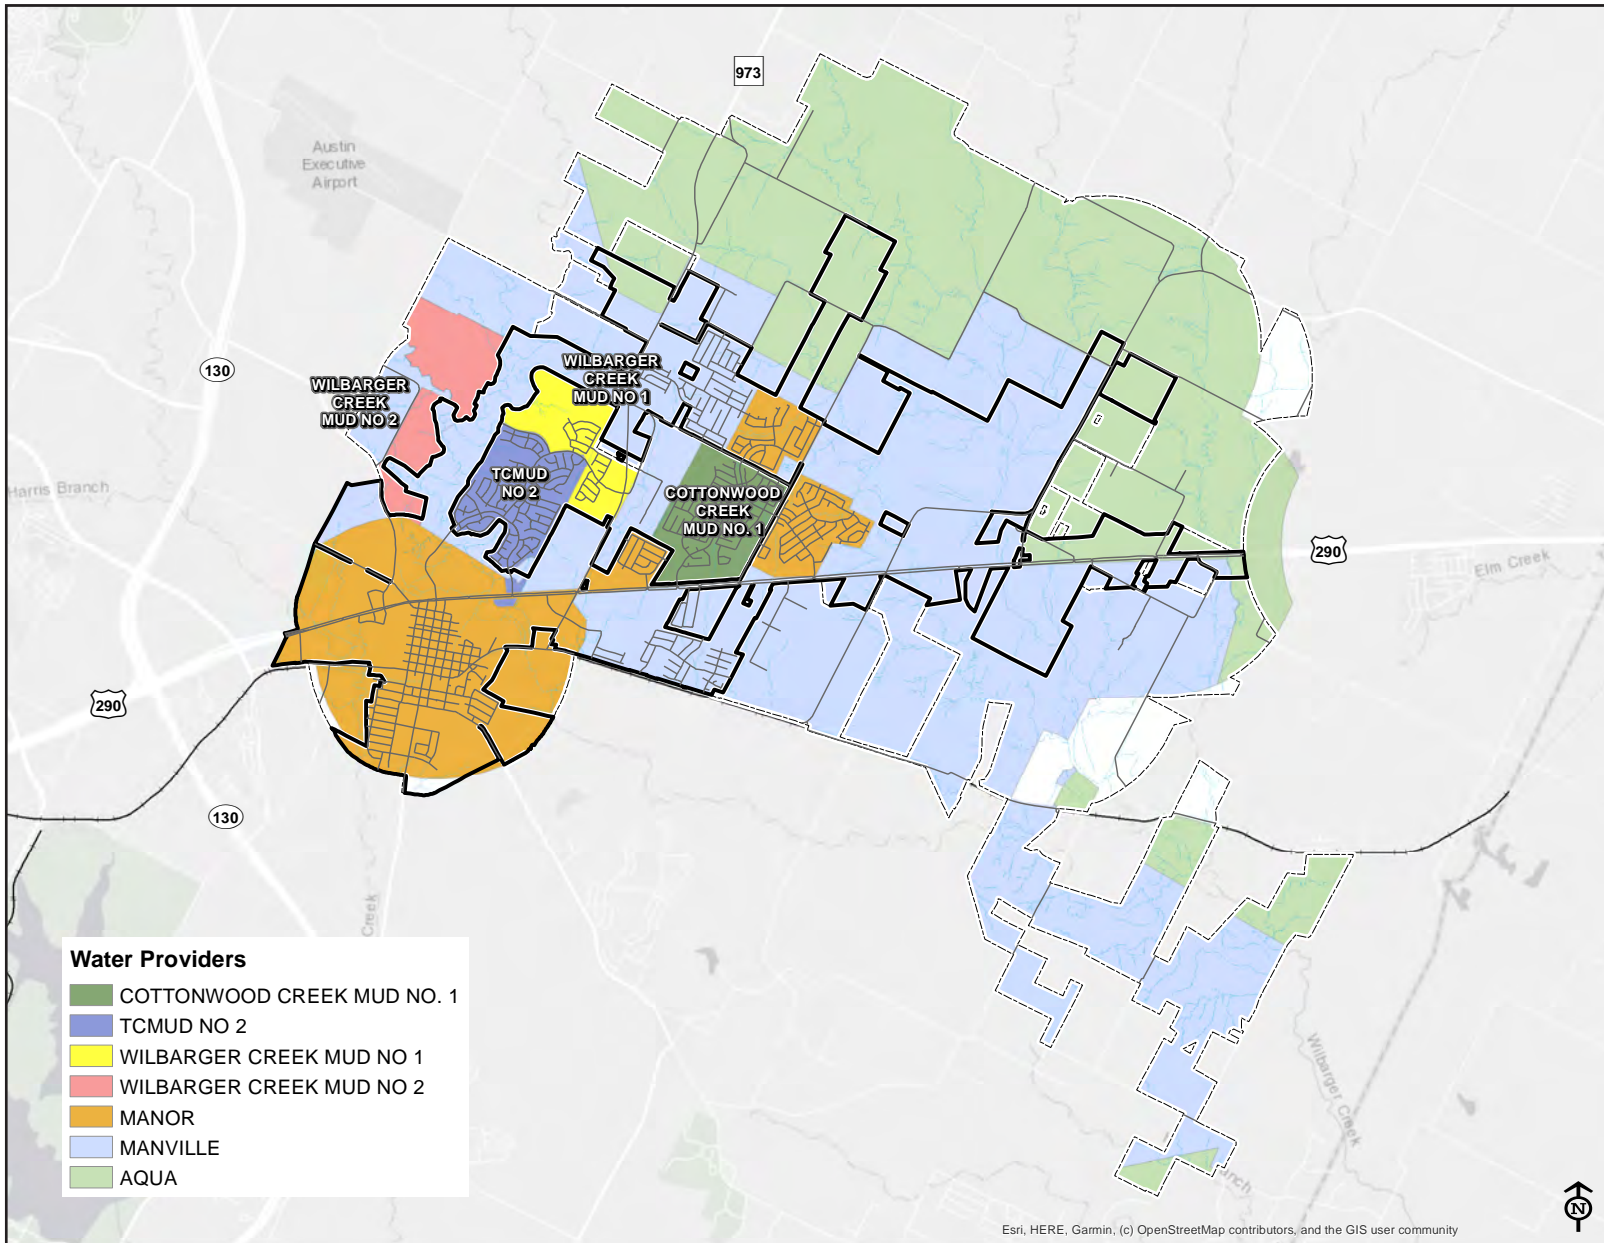 973
Austin
Executive
Airport
130
WILBARGER
CREEK
MUD NO 1
WILBARGER
CREEK
MUD NO 2
TCMUD
NO 2
COTTONWOOD
CREEK
MUD NO. 1
Harris Branch
290
Elm Creek
290
130
Creek
Wilbarger Creek
Water Providers
COTTONWOOD CREEK MUD NO. 1
TCMUD NO 2
WILBARGER CREEK MUD NO 1
WILBARGER CREEK MUD NO 2
MANOR
MANVILLE
AQUA
N
Esri, HERE, Garmin, (c) OpenStreetMap contributors, and the GIS user community